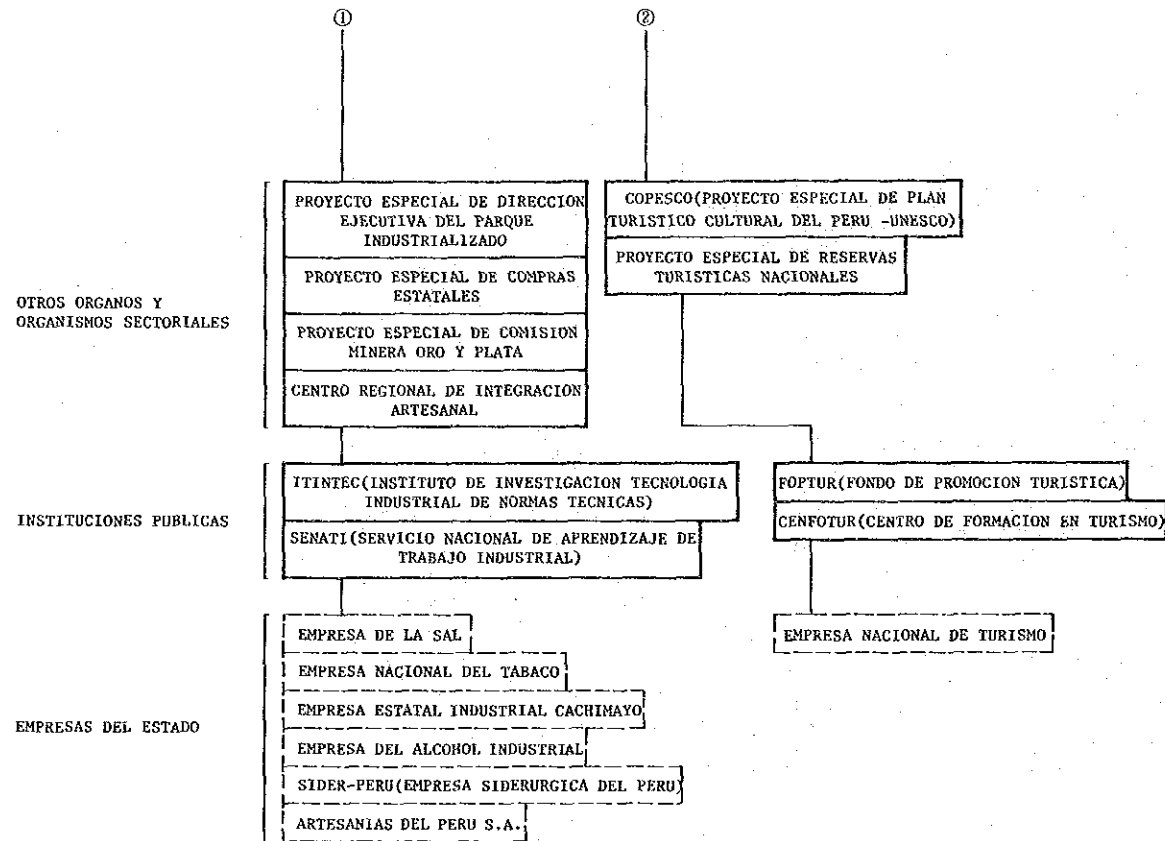 ①
②
OTROS ORGANOS Y
ORGANISMOS SECTORIALES
PROYECTO ESPECIAL DE DIRECCION
EJECUTIVA DEL PARQUE
INDUSTRIALIZADO
PROYECTO ESPECIAL DE COMPRAS
ESTATALES
PROYECTO ESPECIAL DE COMISION
MINERA ORO Y PLATA
CENTRO REGIONAL DE INTEGRACION
ARTESANAL
COPESCO(PROYECTO ESPECIAL DE PLAN
TURISTICO CULTURAL DEL PERU -UNESCO)
PROYECTO ESPECIAL DE RESERVAS
TURISTICAS NACIONALES
INSTITUCIONES PUBLICAS
ITINTEC(INSTITUTO DE INVESTIGACION TECNOLOGIA
INDUSTRIAL DE NORMAS TECNICAS)
SENATI(SERVICIO NACIONAL DE APRENDIZAJE DE
TRABAJO INDUSTRIAL)
FOPTUR(FONDO DE PROMOCION TURISTICA)
CENFOTUR(CENTRO DE FORMACION EN TURISMO)
EMPRESAS DEL ESTADO
EMPRESA DE LA SAL
EMPRESA NACIONAL DEL TABACO
EMPRESA ESTATAL INDUSTRIAL CACHIMAYO
EMPRESA DEL ALCOHOL INDUSTRIAL
SIDER-PERU(EMPRESA SIDERURGICA DEL PERU)
ARTESANIAS DEL PERU S.A.
EMPRESA NACIONAL DE TURISMO